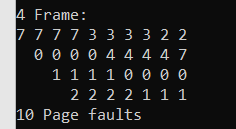 4 Frame:
7 7 7 7 3 3 3 3 2 2
0 0 0 0 4 4 4 4 7
1 1 1 1 0 0 0 0
2 2 2 2 1 1 1
10 Page faults